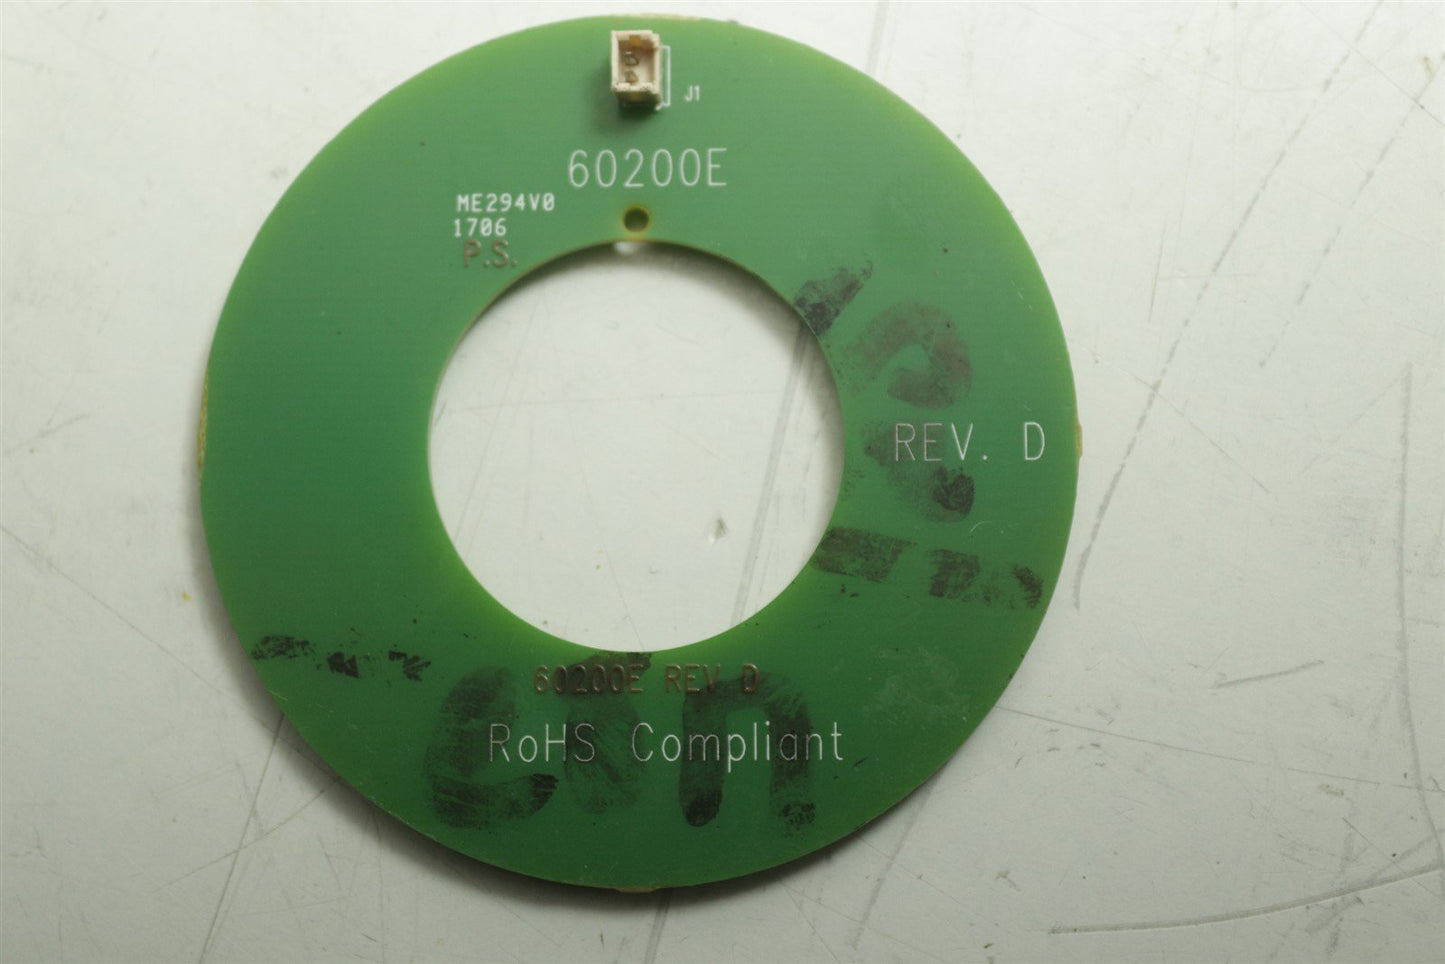 J1
60200E
ME294V0
1706
P.S.
REV. D
60200E REV D
RoHS Compliant